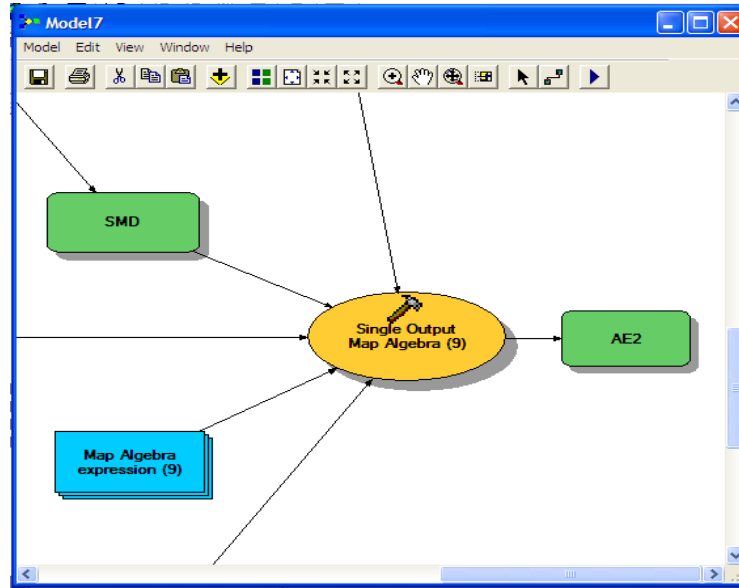 Model7
Model Edit View Window Help
SMD
Single Output
Map Algebra (9)
AE2
Map Algebra
expression (9)